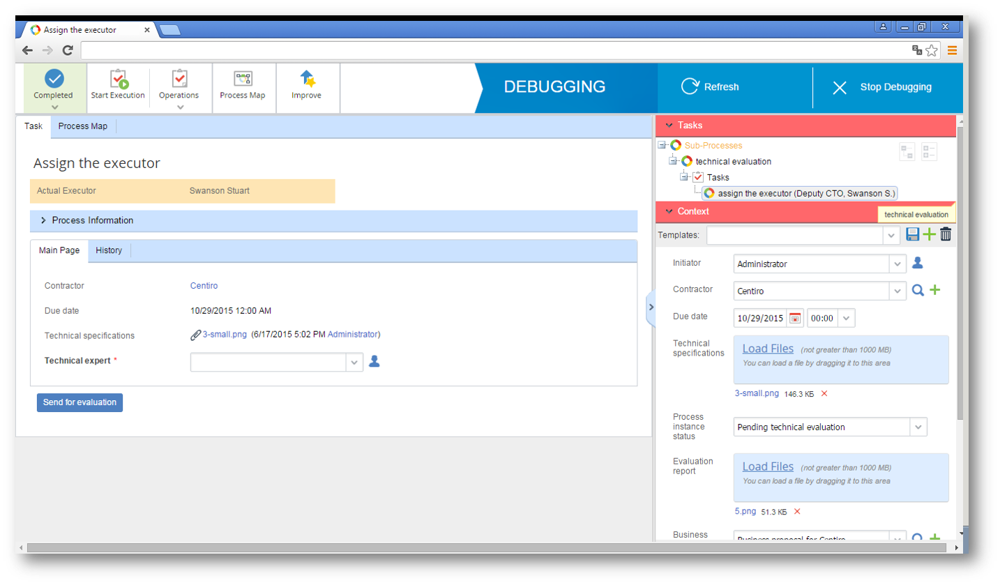 Assign the executor
Completed
Start Execution
Operations
Process Map
Improve
DEBUGGING
Refresh
Stop Debugging
Task
Process Map
Assign the executor
Actual Executor Swanson Stuart
Process Information
Main Page
History
Contractor Centiro
Due date 10/29/2015 12:00 AM
Technical specifications 3-small.png (6/17/2015 5:02 PM Administrator)
Technical expert *
Send for evaluation
Tasks
Sub-Processes
technical evaluation
Tasks
assign the executor (Deputy CTO, Swanson S.)
Context
technical evaluation
Templates:
Initiator Administrator
Contractor Centiro
Due date 10/29/2015 00:00
Technical
specifications
Load Files (not greater than 1000 MB)
You can load a file by dragging it to this area
3-small.png 146.3 КБ
Process
instance
status
Pending technical evaluation
Evaluation
report
Load Files (not greater than 1000 MB)
You can load a file by dragging it to this area
5.png 51.3 КБ
Business Business proposal for Centiro